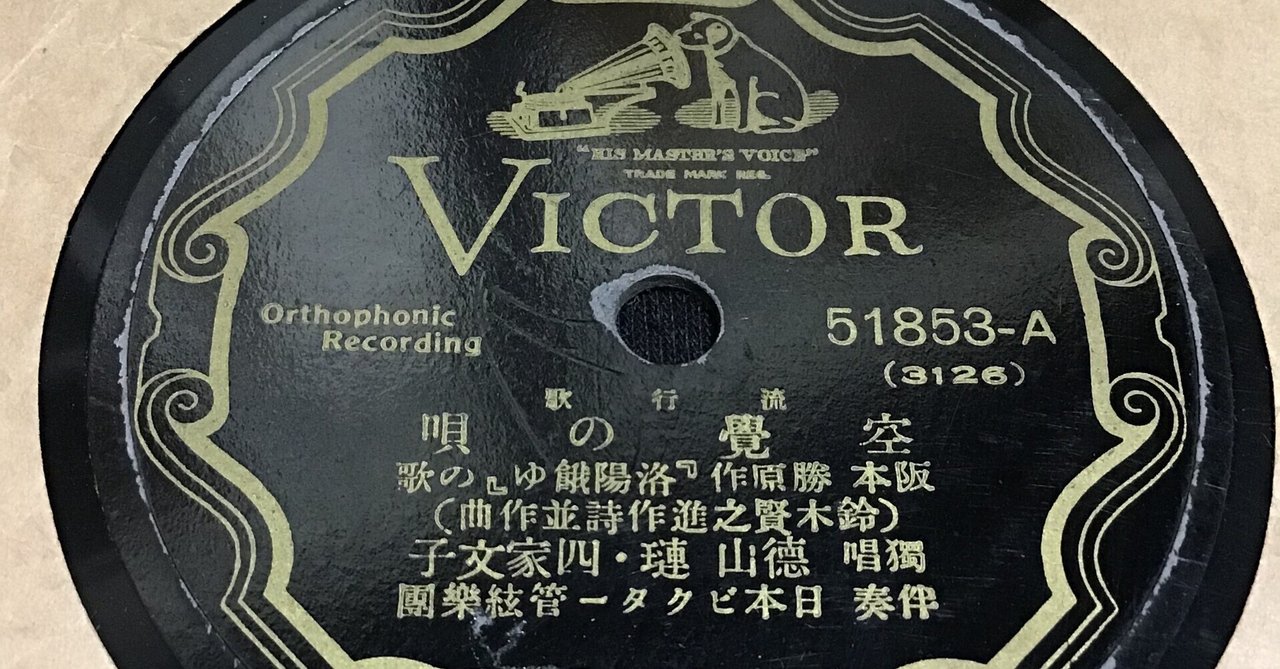 "HIS MASTER'S VOICE"
TRADE MARK REG.
VICTOR
Orthophonic
Recording
51853-A
(3126)
流行歌
空覺の唄
阪本 勝原作『洛陽餓ゆ』の歌
(鈴木賢之進作詩並作曲)
獨唱 德山 璉・四家文子
伴奏 日本ビクター管絃樂團